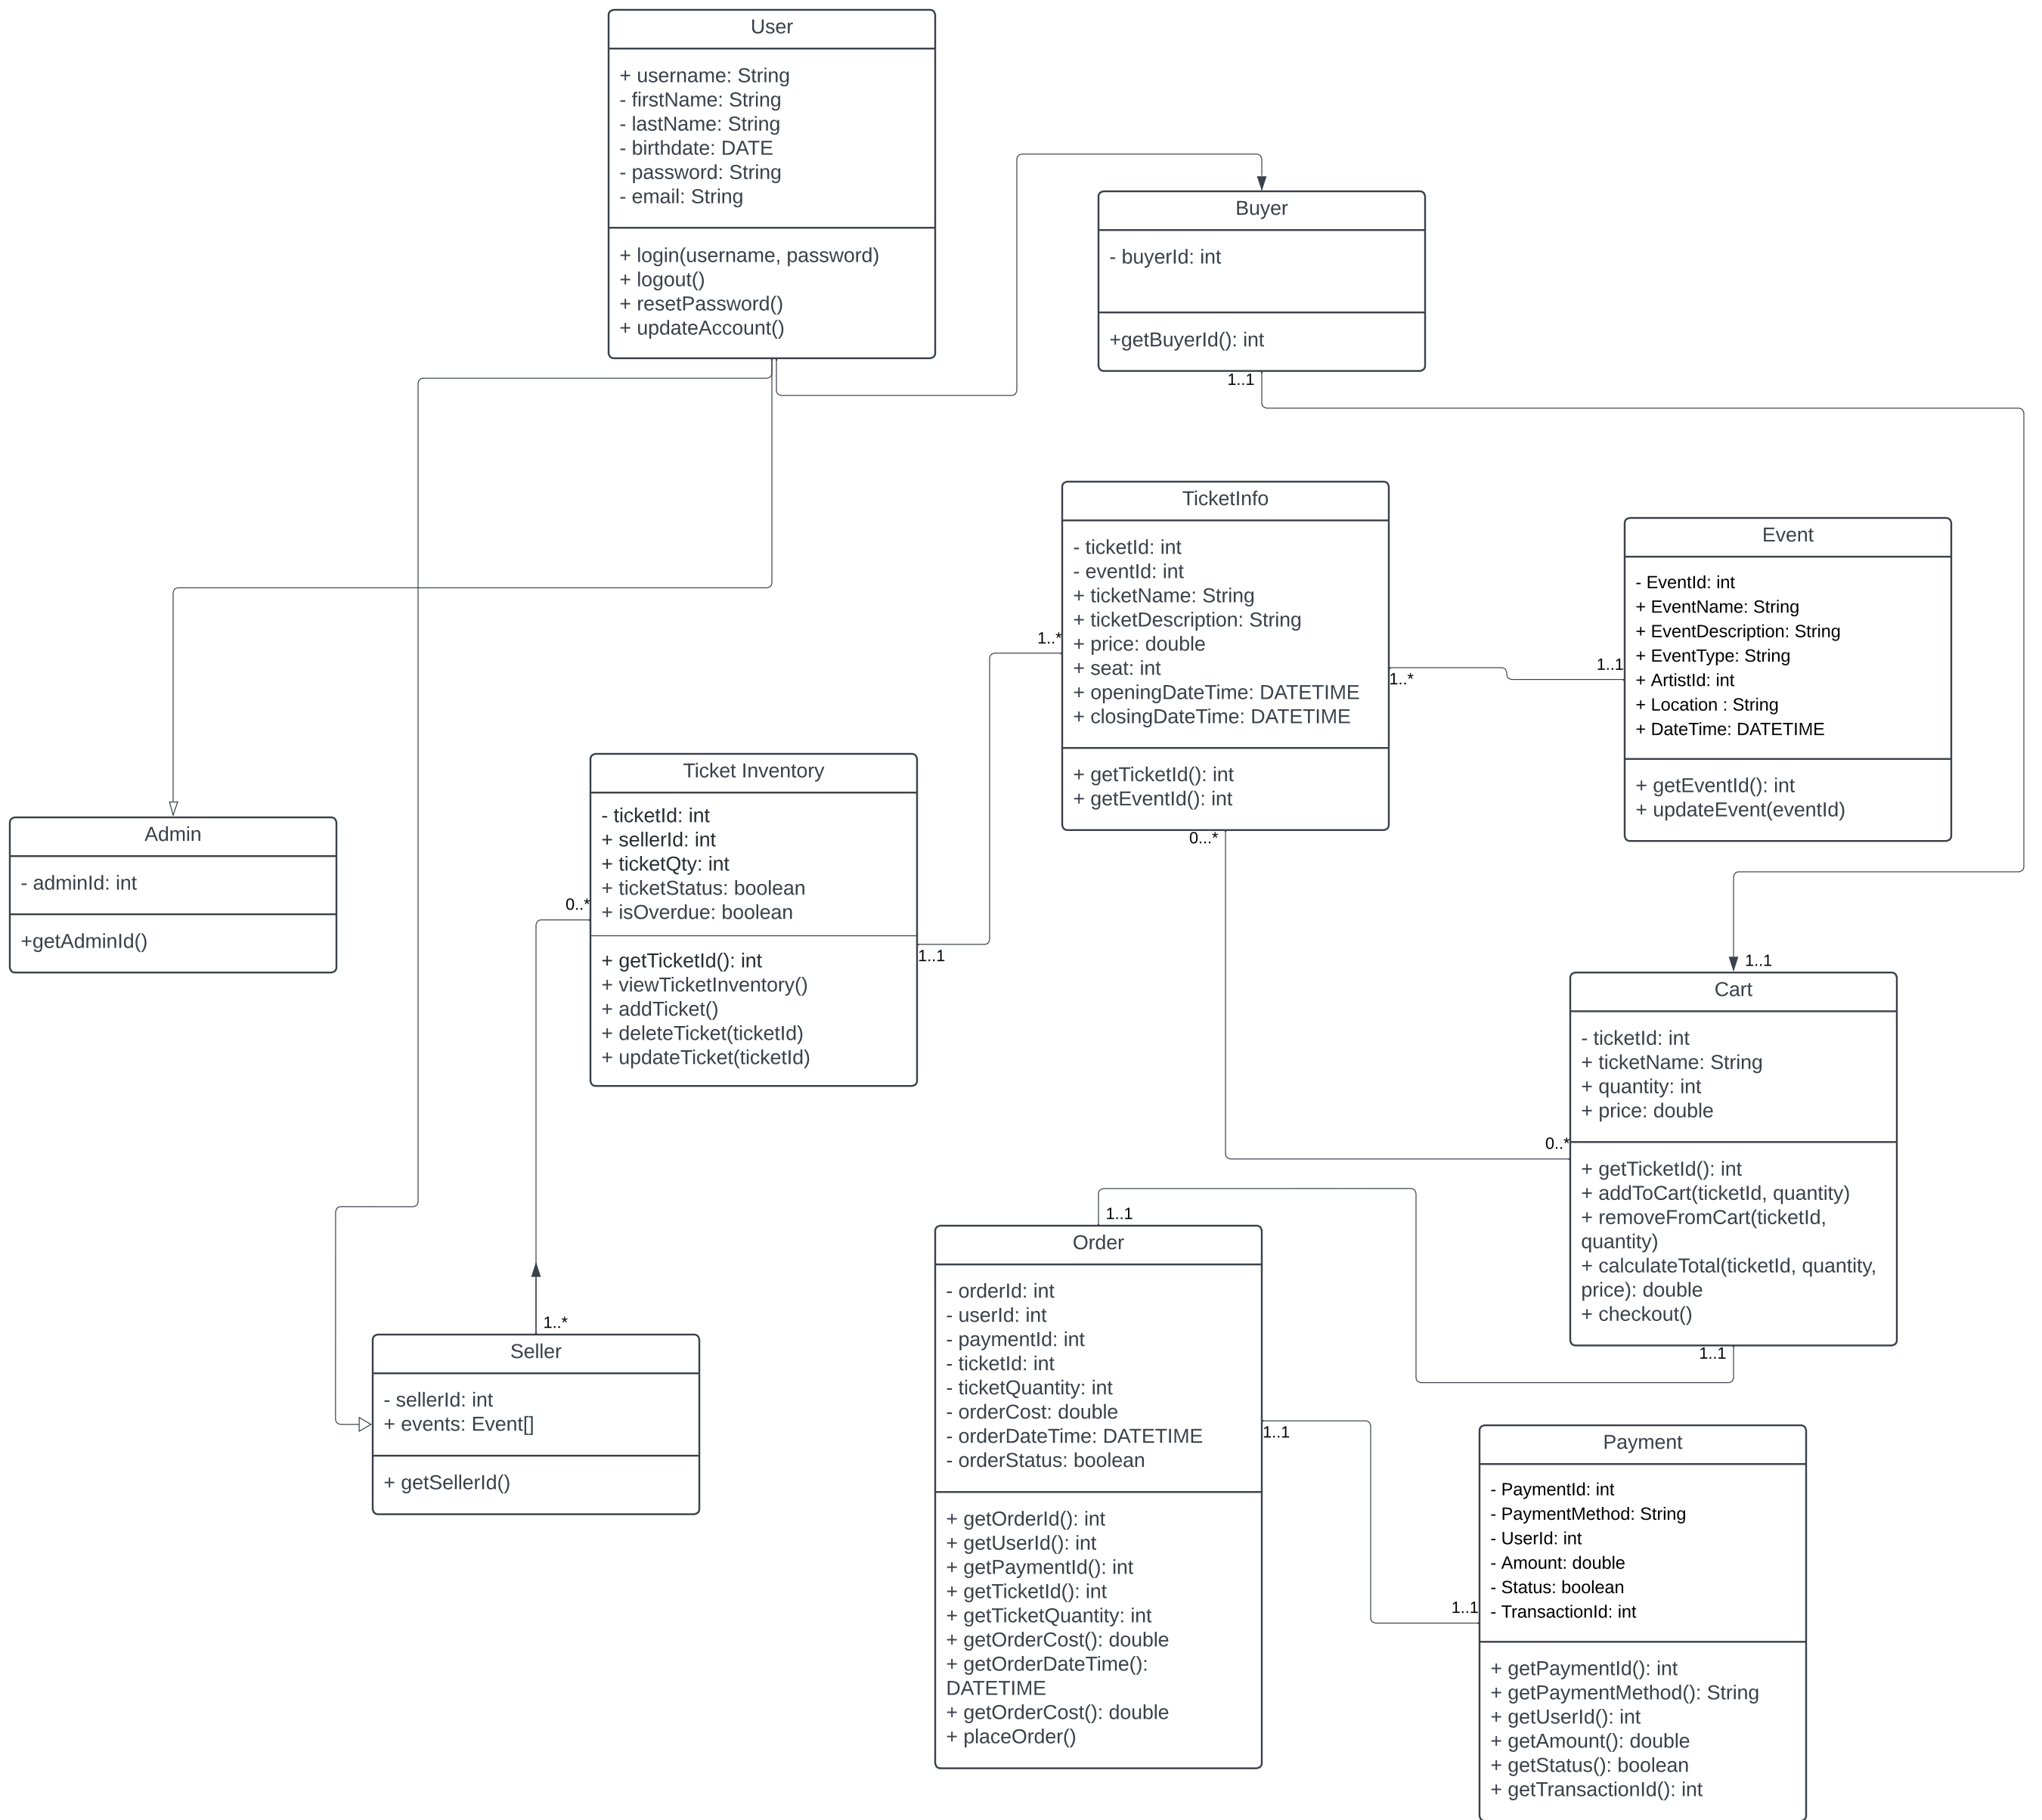 User
+ username: String
- firstName: String
- lastName: String
- birthdate: DATE
- password: String
- email: String
+ login(username, password)
+ logout()
+ resetPassword()
+ updateAccount()
Buyer
- buyerId: int
+getBuyerId(): int
1..1
TicketInfo
- ticketId: int
- eventId: int
+ ticketName: String
+ ticketDescription: String
+ price: double
+ seat: int
+ openingDateTime: DATETIME
+ closingDateTime: DATETIME
+ getTicketId(): int
+ getEventId(): int
1..*
1..*
0...*
Event
- EventId: int
+ EventName: String
+ EventDescription: String
+ EventType: String
+ ArtistId: int
+ Location : String
+ DateTime: DATETIME
+ getEventId(): int
+ updateEvent(eventId)
1..1
Ticket Inventory
- ticketId: int
+ sellerId: int
+ ticketQty: int
+ ticketStatus: boolean
+ isOverdue: boolean
+ getTicketId(): int
+ viewTicketInventory()
+ addTicket()
+ deleteTicket(ticketId)
+ updateTicket(ticketId)
0..*
1..1
Admin
- adminId: int
+getAdminId()
1..1
Cart
- ticketId: int
+ ticketName: String
+ quantity: int
+ price: double
+ getTicketId(): int
+ addToCart(ticketId, quantity)
+ removeFromCart(ticketId,
quantity)
+ calculateTotal(ticketId, quantity,
price): double
+ checkout()
0..*
1..1
1..1
Order
- orderId: int
- userId: int
- paymentId: int
- ticketId: int
- ticketQuantity: int
- orderCost: double
- orderDateTime: DATETIME
- orderStatus: boolean
+ getOrderId(): int
+ getUserId(): int
+ getPaymentId(): int
+ getTicketId(): int
+ getTicketQuantity: int
+ getOrderCost(): double
+ getOrderDateTime():
DATETIME
+ getOrderCost(): double
+ placeOrder()
1..1
1..*
Seller
- sellerId: int
+ events: Event[]
+ getSellerId()
Payment
- PaymentId: int
- PaymentMethod: String
- UserId: int
- Amount: double
- Status: boolean
- TransactionId: int
+ getPaymentId(): int
+ getPaymentMethod(): String
+ getUserId(): int
+ getAmount(): double
+ getStatus(): boolean
+ getTransactionId(): int
1..1